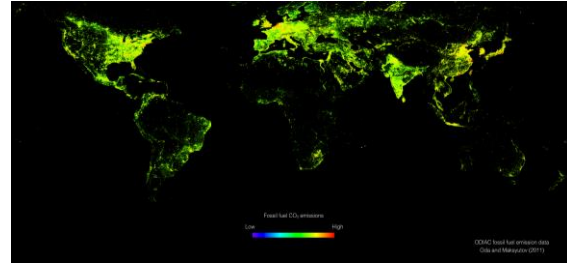 Fossil fuel CO₂ emissions
Low High
ODIAC fossil fuel emission data
Oda and Maksyutov (2011)